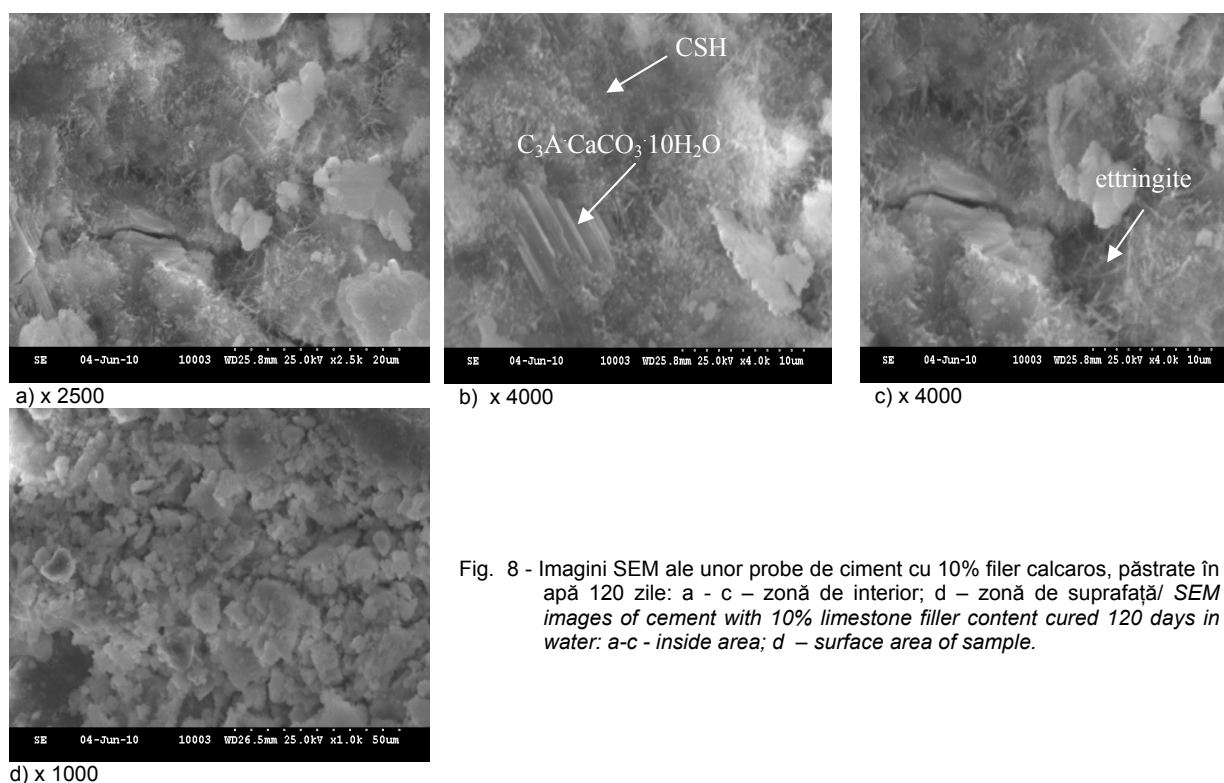 CSH
C₃A·CaCO₃·10H₂O
ettringite
SE 04-Jun-10 10003 WD25.8mm 25.0kV x2.5k 20um
SE 04-Jun-10 10003 WD25.8mm 25.0kV x4.0k 10um
SE 04-Jun-10 10003 WD25.8mm 25.0kV x4.0k 10um
a) x 2500
b) x 4000
c) x 4000
SE 04-Jun-10 10003 WD26.5mm 25.0kV x1.0k 50um
d) x 1000
Fig. 8 - Imagini SEM ale unor probe de ciment cu 10% filer calcaros, păstrate în
apă 120 zile: a - c – zonă de interior; d – zonă de suprafață/ SEM
images of cement with 10% limestone filler content cured 120 days in
water: a-c - inside area; d – surface area of sample.